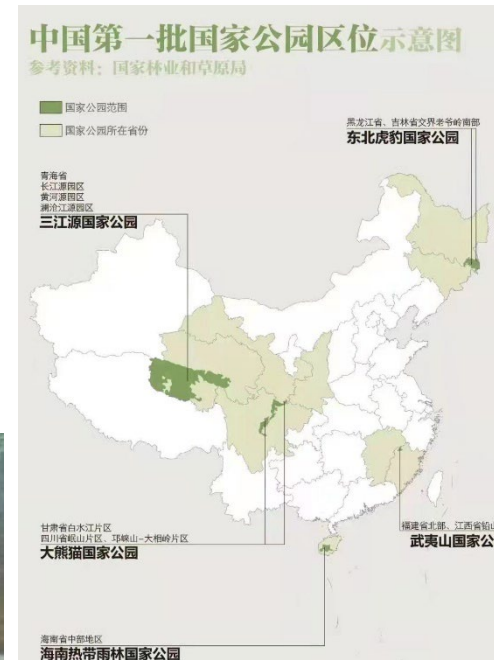 中国第一批国家公园区位示意图
参考资料：国家林业和草原局
国家公园范围
国家公园所在省份
黑龙江省、吉林省交界老爷岭南部
东北虎豹国家公园
青海省
长江源园区
黄河源园区
澜沧江源园区
三江源国家公园
甘肃省白水江片区
四川省岷山片区、邛崃山-大相岭片区
大熊猫国家公园
福建省北部、江西省铅山
武夷山国家公
海南省中部地区
海南热带雨林国家公园